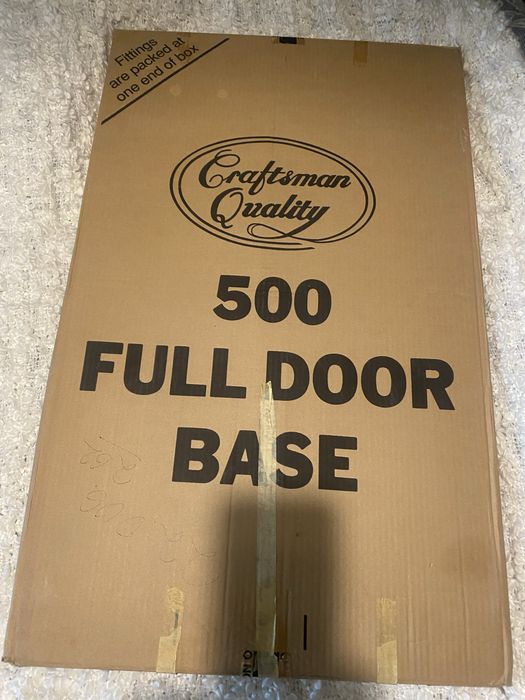 Fittings
are packed at
one end of box
Craftsman
Quality
500
FULL DOOR
BASE